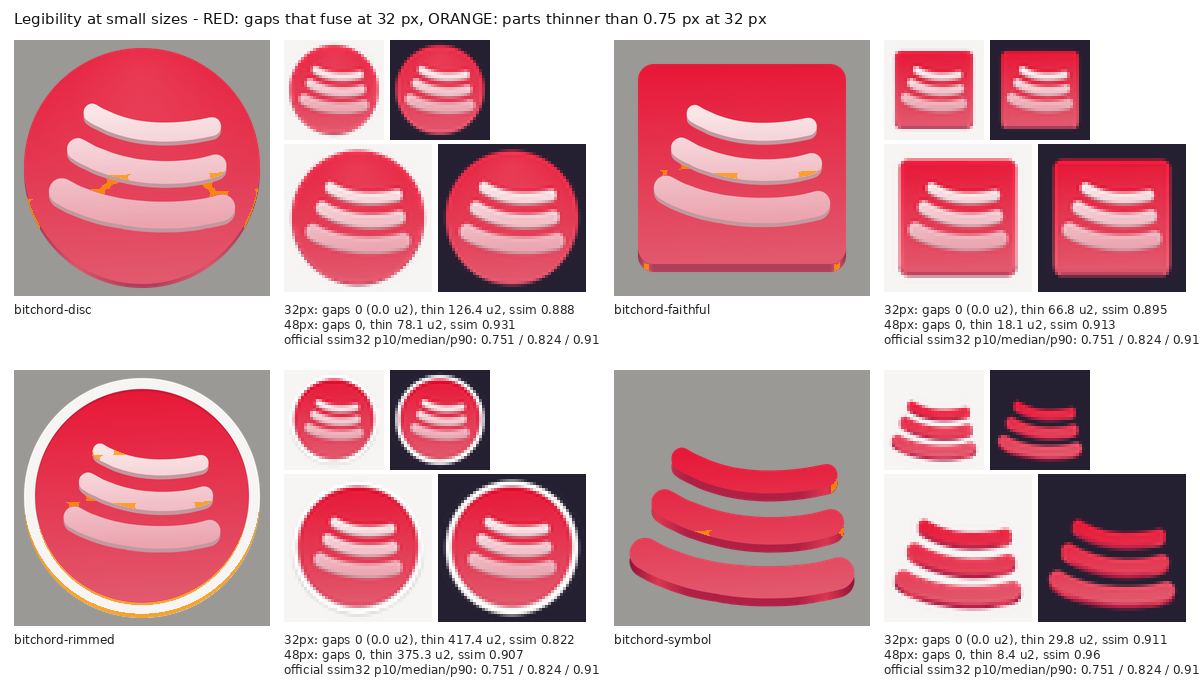 Legibility at small sizes - RED: gaps that fuse at 32 px, ORANGE: parts thinner than 0.75 px at 32 px
bitchord-disc
32px: gaps 0 (0.0 u2), thin 126.4 u2, ssim 0.888
48px: gaps 0, thin 78.1 u2, ssim 0.931
official ssim32 p10/median/p90: 0.751 / 0.824 / 0.91
bitchord-faithful
32px: gaps 0 (0.0 u2), thin 66.8 u2, ssim 0.895
48px: gaps 0, thin 18.1 u2, ssim 0.913
official ssim32 p10/median/p90: 0.751 / 0.824 / 0.91
bitchord-rimmed
32px: gaps 0 (0.0 u2), thin 417.4 u2, ssim 0.822
48px: gaps 0, thin 375.3 u2, ssim 0.907
official ssim32 p10/median/p90: 0.751 / 0.824 / 0.91
bitchord-symbol
32px: gaps 0 (0.0 u2), thin 29.8 u2, ssim 0.911
48px: gaps 0, thin 8.4 u2, ssim 0.96
official ssim32 p10/median/p90: 0.751 / 0.824 / 0.91